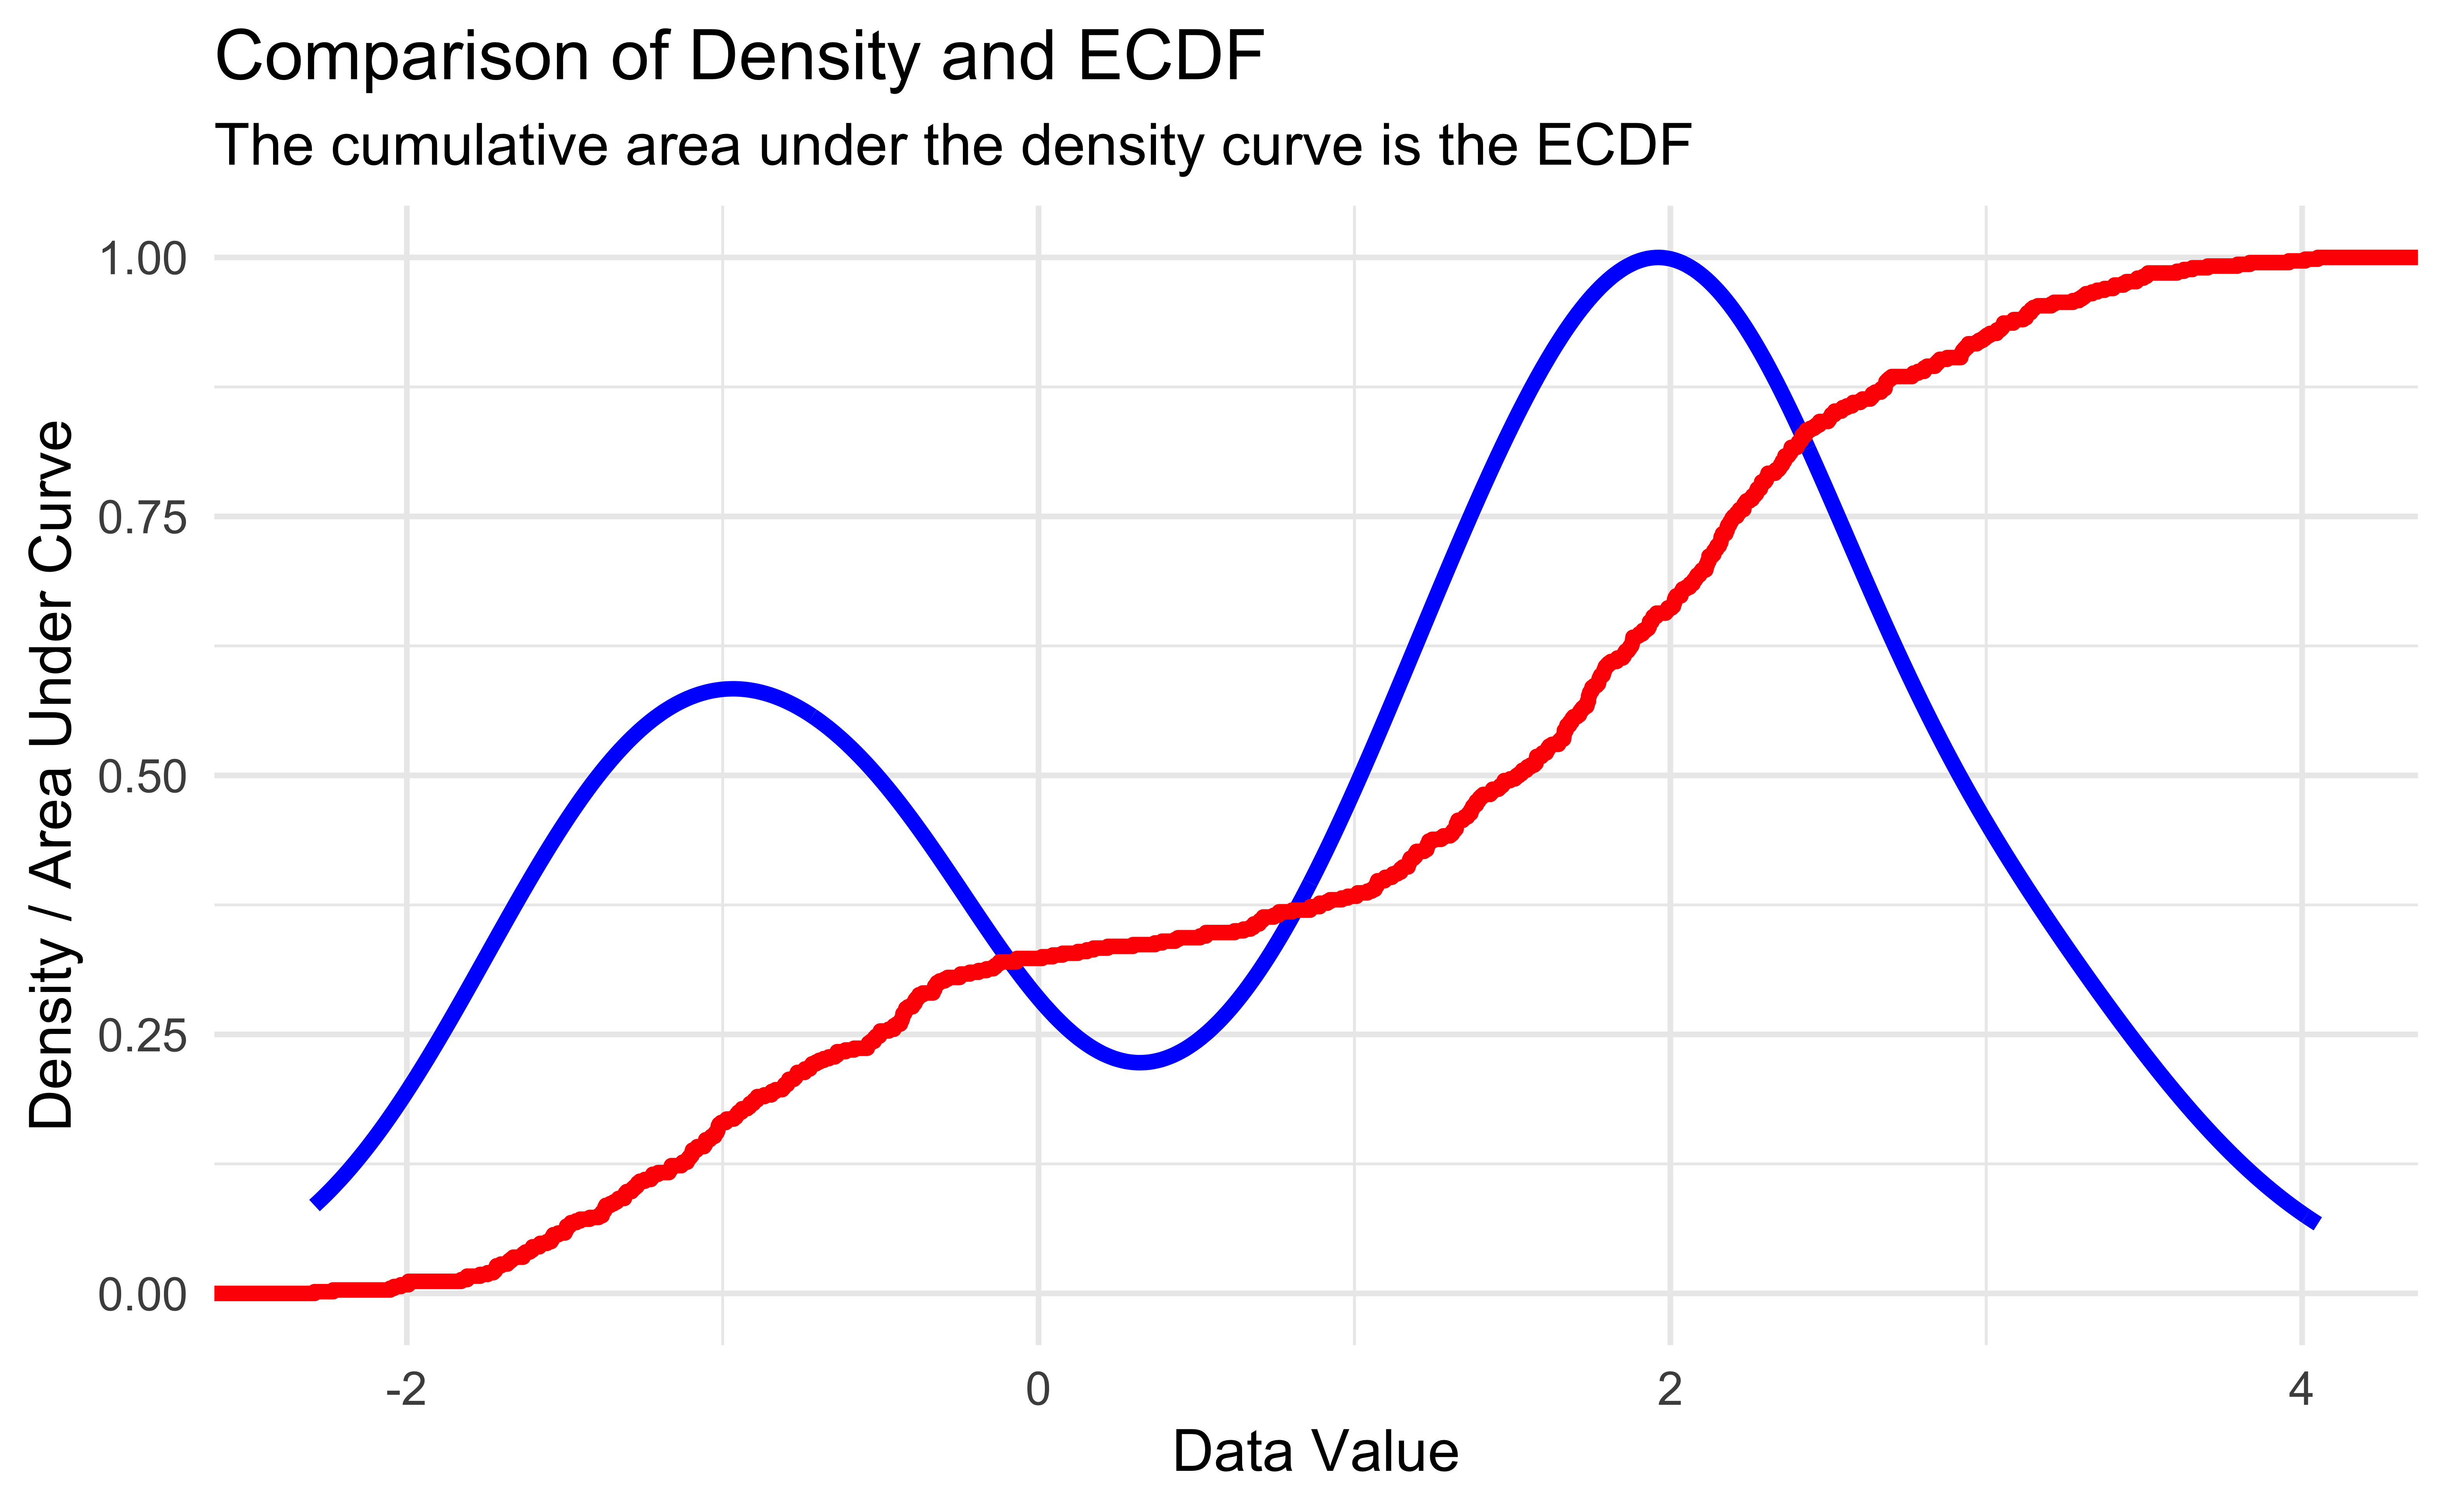 Comparison of Density and ECDF
The cumulative area under the density curve is the ECDF
Density / Area Under Curve
1.00
0.75
0.50
0.25
0.00
-2
0
2
4
Data Value